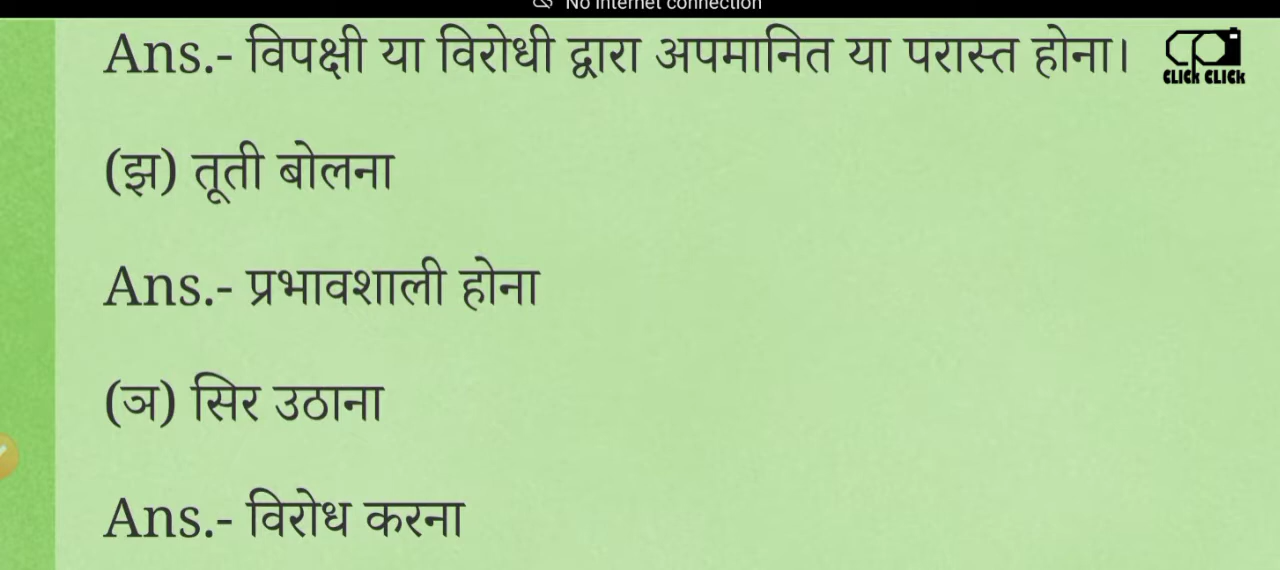 No internet connection
Ans.- विपक्षी या विरोधी द्वारा अपमानित या परास्त होना।
CLICK CLICK
(झ) तूती बोलना
Ans.- प्रभावशाली होना
(ञ) सिर उठाना
Ans.- विरोध करना